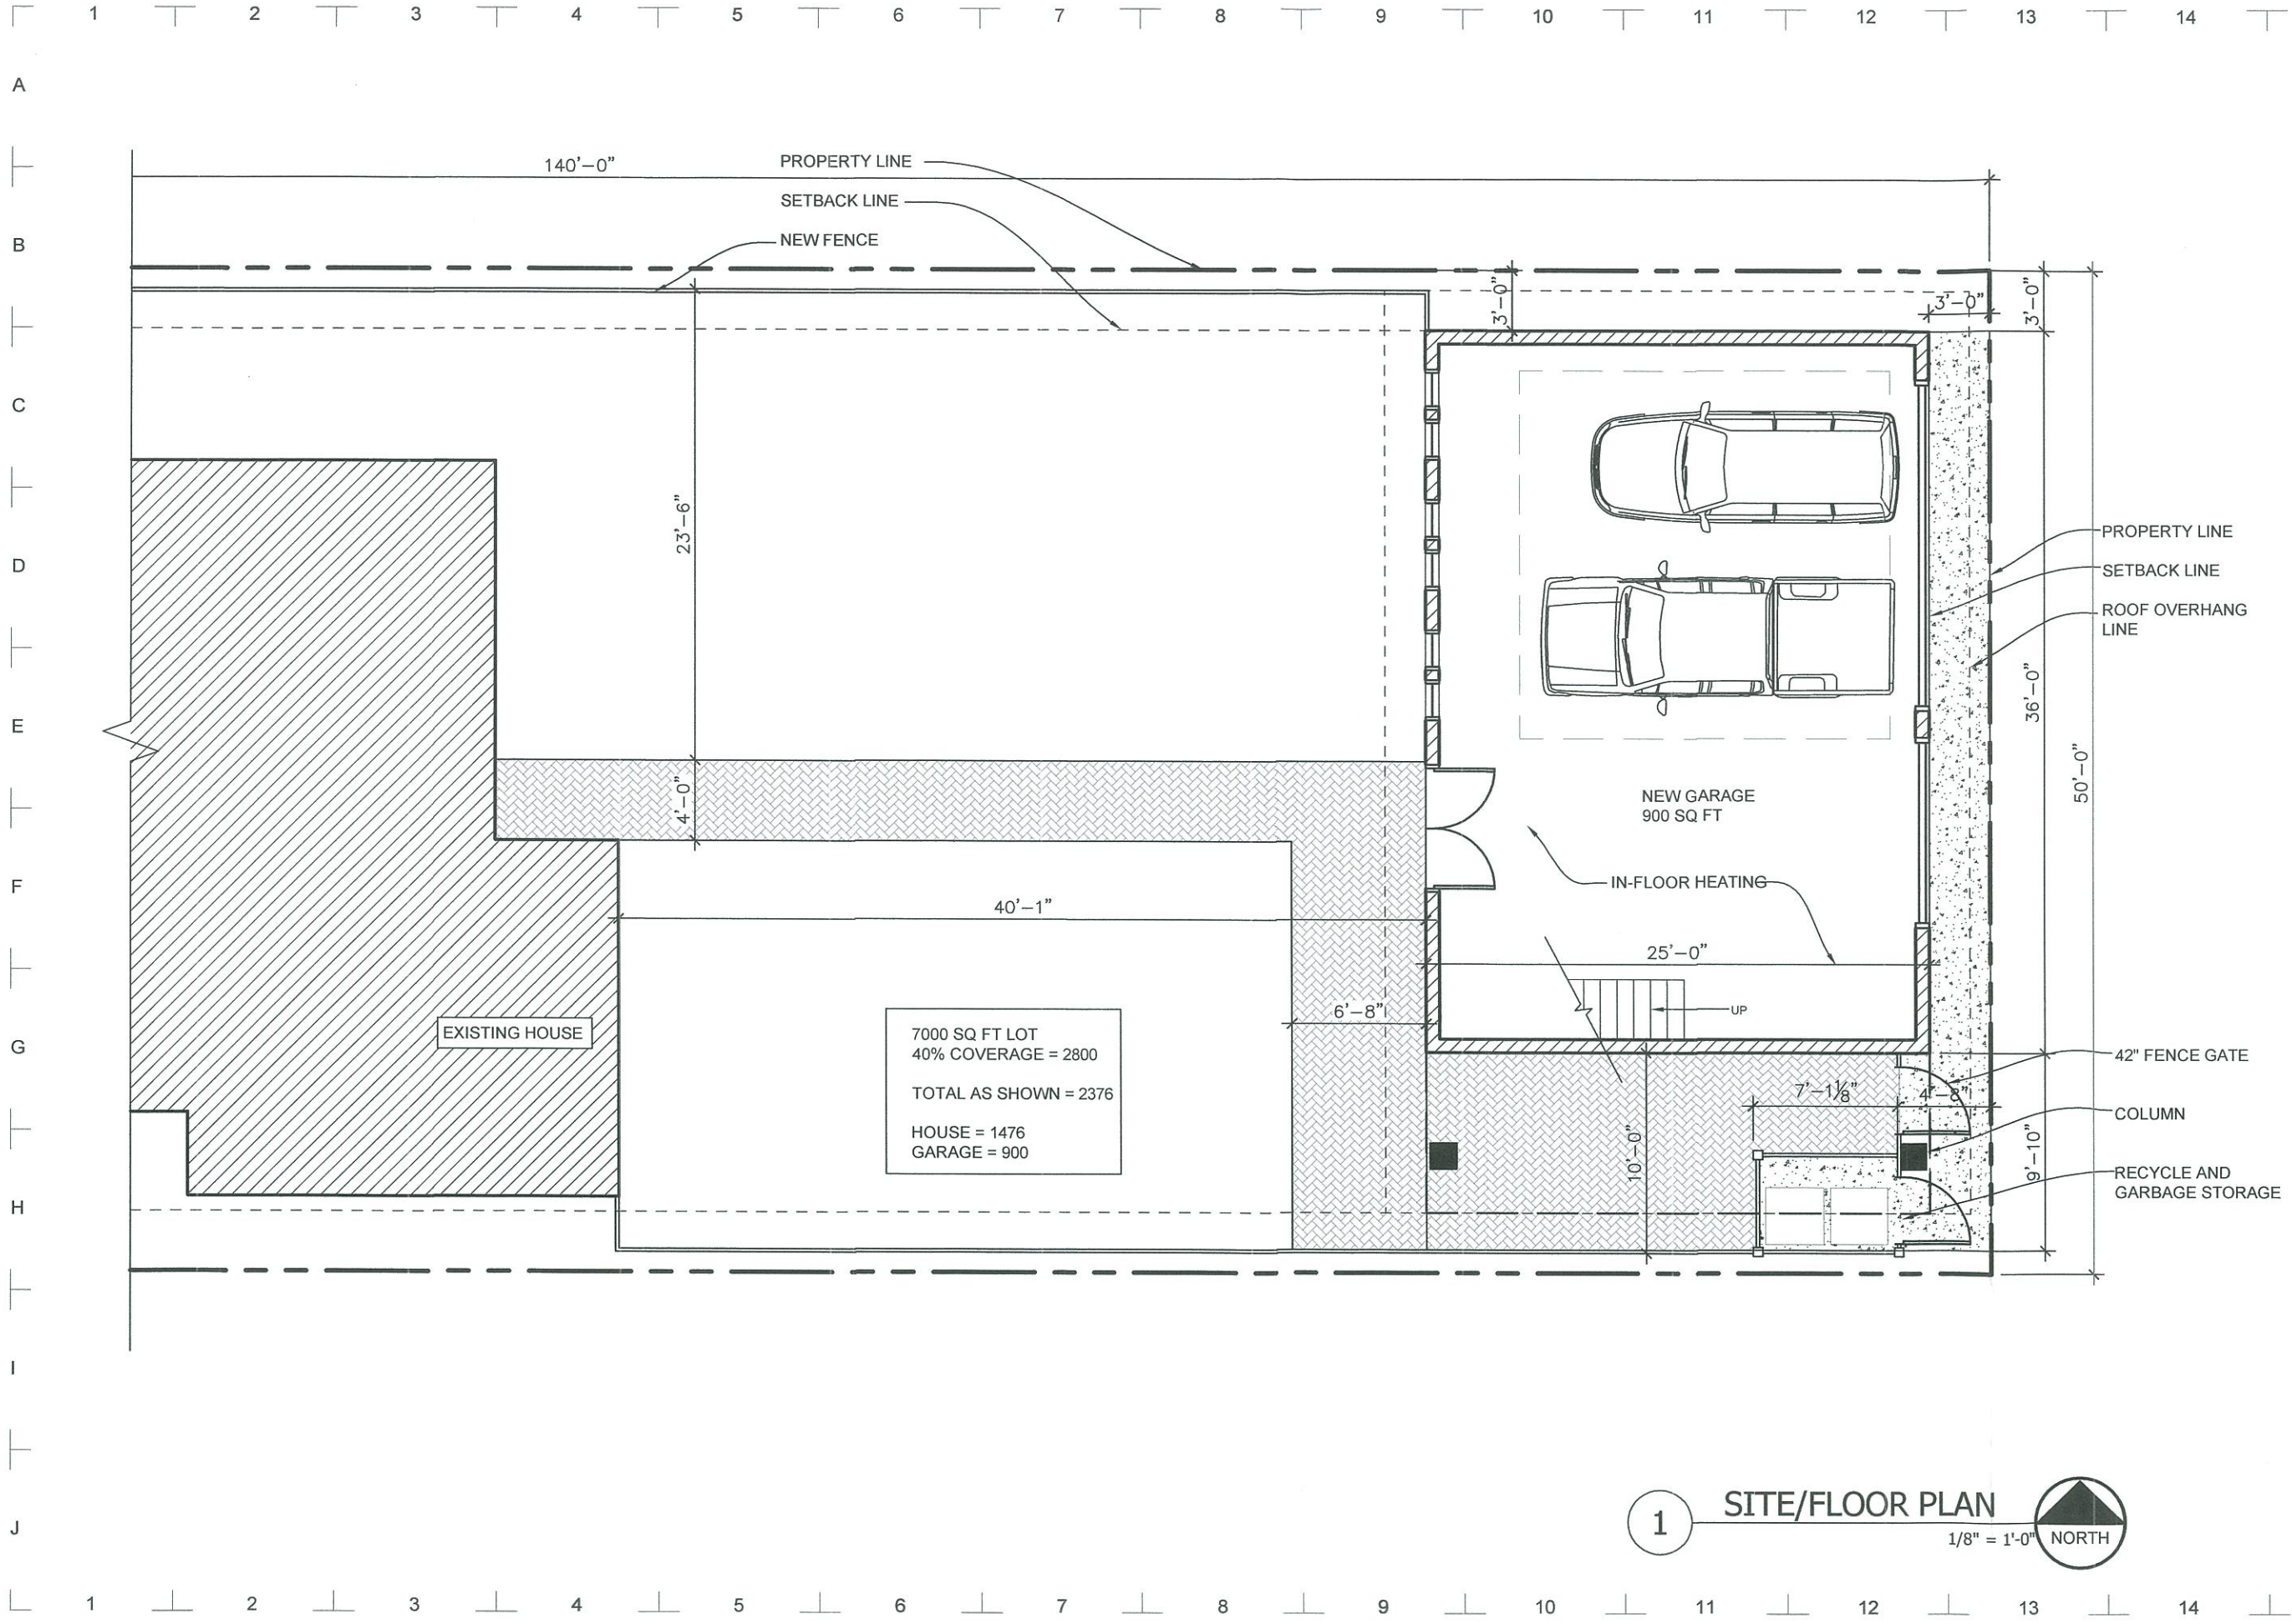 1 2 3 4 5 6 7 8 9 10 11 12 13 14
A
140'–0"
PROPERTY LINE
SETBACK LINE
B
NEW FENCE
3'–0"
3'–0"
3'–0"
C
23'–6"
D
PROPERTY LINE
SETBACK LINE
ROOF OVERHANG
LINE
36'–0"
E
50'–0"
4'–0"
NEW GARAGE
900 SQ FT
F
IN-FLOOR HEATING
40'–1"
25'–0"
6'–8"
UP
G
EXISTING HOUSE
7000 SQ FT LOT
40% COVERAGE = 2800
TOTAL AS SHOWN = 2376
HOUSE = 1476
GARAGE = 900
42" FENCE GATE
7'–1⅛"
4'–8"
COLUMN
10'–0"
9'–10"
RECYCLE AND
GARBAGE STORAGE
H
I
J
1
SITE/FLOOR PLAN
1/8" = 1'-0"
NORTH
1 2 3 4 5 6 7 8 9 10 11 12 13 14